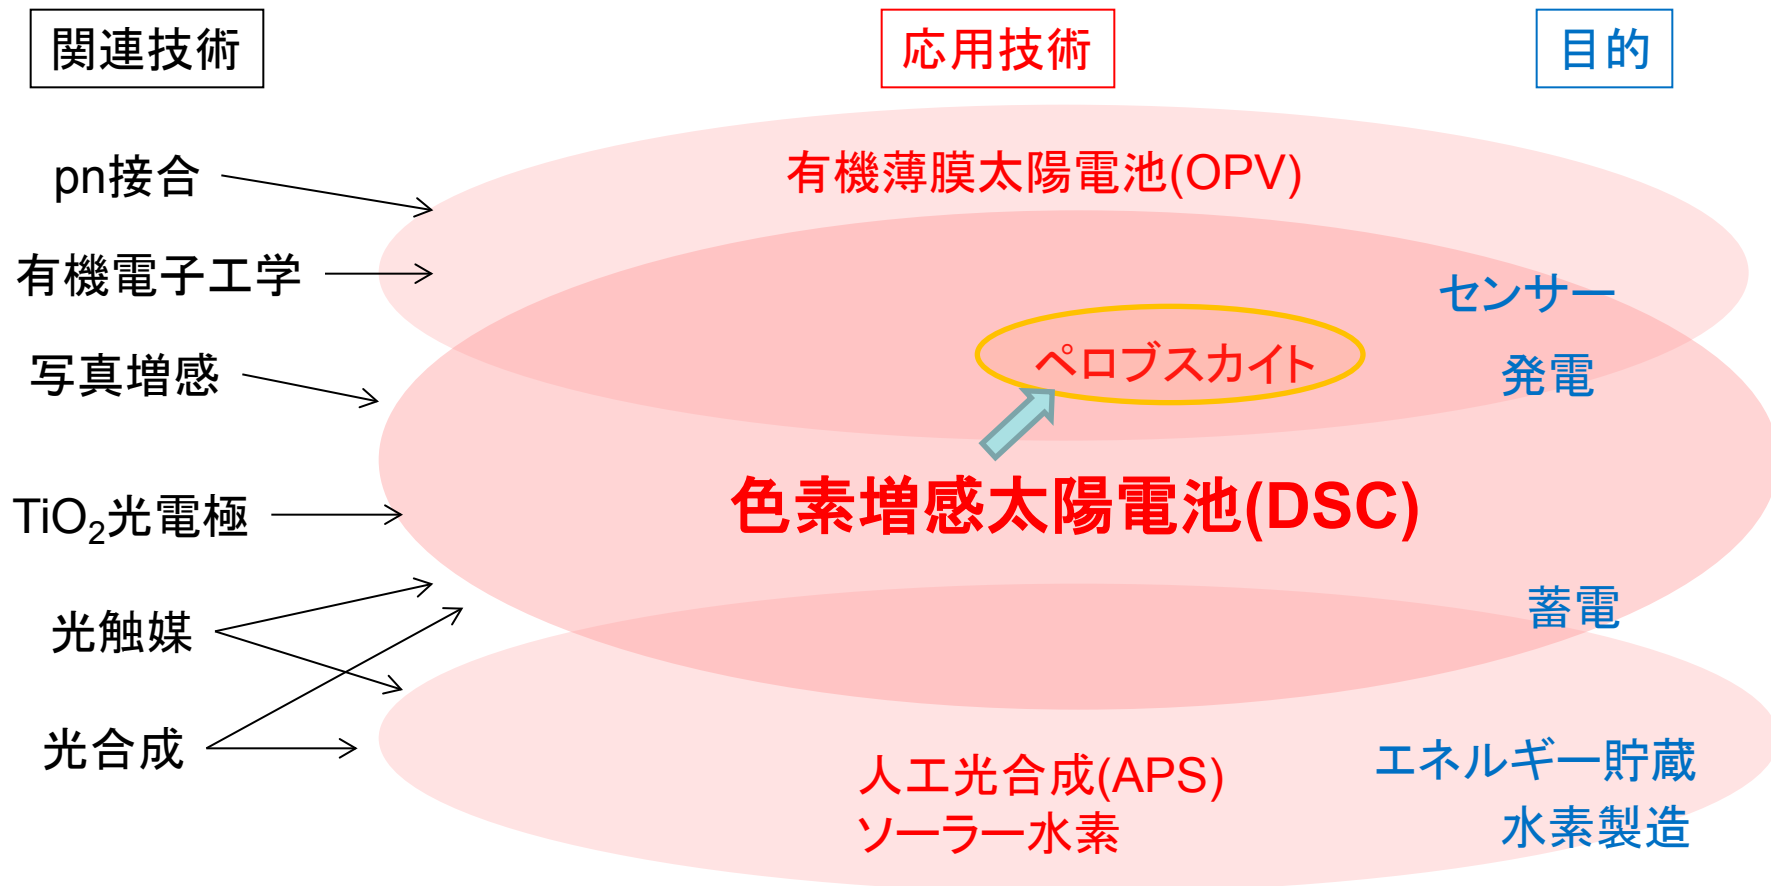 関連技術
応用技術
目的
pn接合
有機電子工学
写真増感
TiO₂光電極
光触媒
光合成
有機薄膜太陽電池(OPV)
ペロブスカイト
色素増感太陽電池(DSC)
人工光合成(APS)
ソーラー水素
センサー
発電
蓄電
エネルギー貯蔵
水素製造